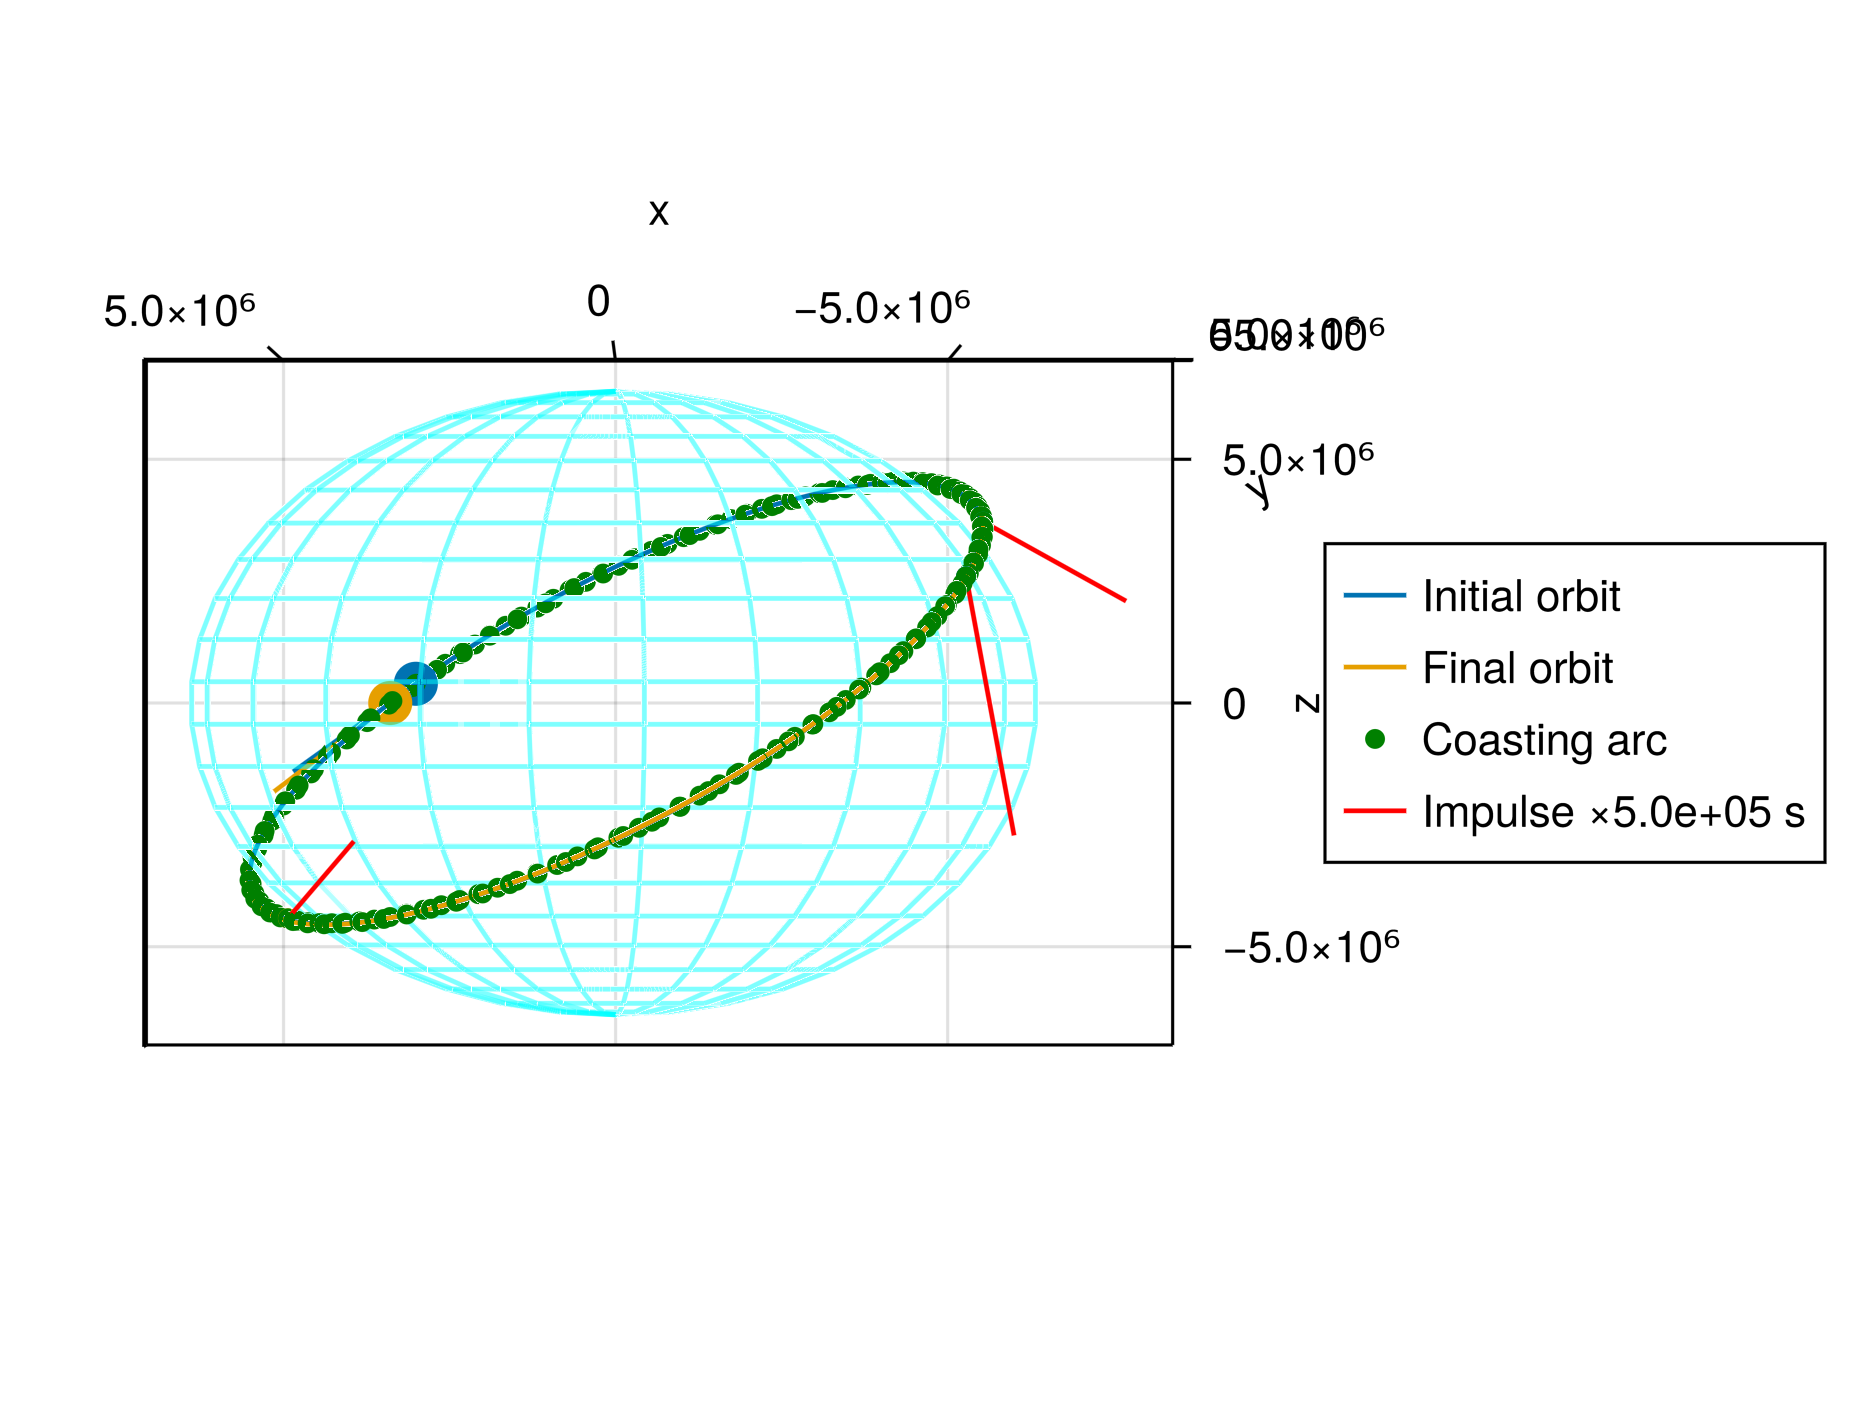 x
5.0×10⁶
0
−5.0×10⁶
5.0×10⁶
y
0
z
−5.0×10⁶
Initial orbit
Final orbit
Coasting arc
Impulse ×5.0e+05 s